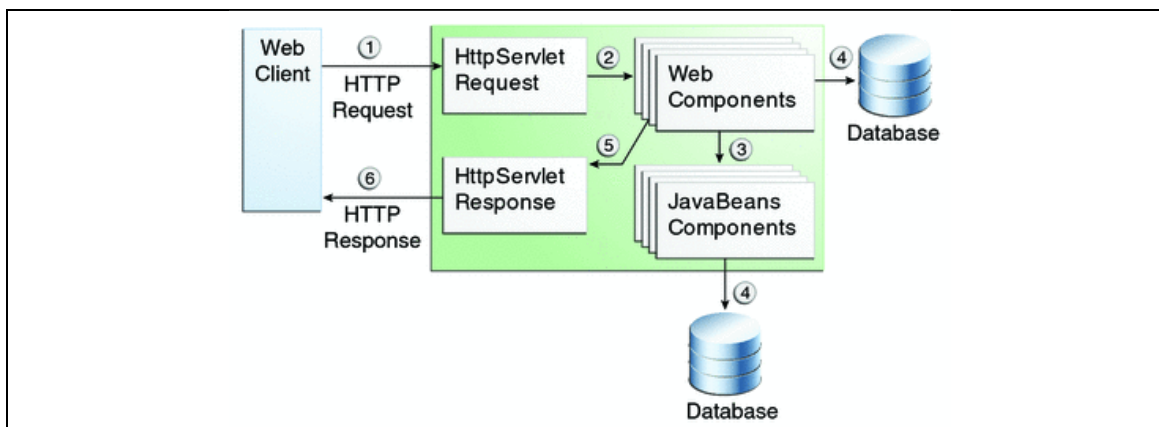 Web
Client
1
HTTP
Request
HttpServlet
Request
2
Web
Components
4
Database
3
5
HttpServlet
Response
6
HTTP
Response
JavaBeans
Components
4
Database